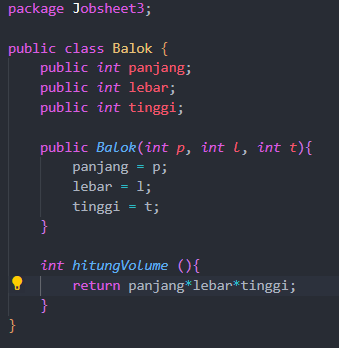 package Jobsheet3;
public class Balok {
public int panjang;
public int lebar;
public int tinggi;
public Balok(int p, int l, int t){
panjang = p;
lebar = l;
tinggi = t;
}
int hitungVolume (){
return panjang*lebar*tinggi;
}
}